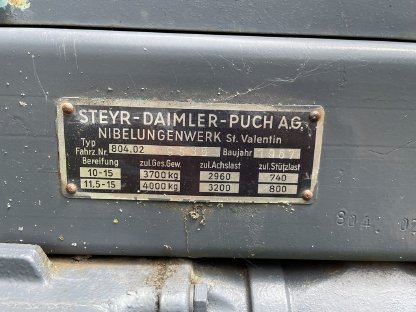 STEYR-DAIMLER-PUCH A.G.
NIBELUNGENWERK St. Valentin
Typ
Fahrz. Nr. 804.02 Baujahr
Bereifung zul.Ges.Gew. zul.Achslast zul.Stützlast
10-15 3700 kg 2960 740
11.5-15 4000 kg 3200 800
804 02